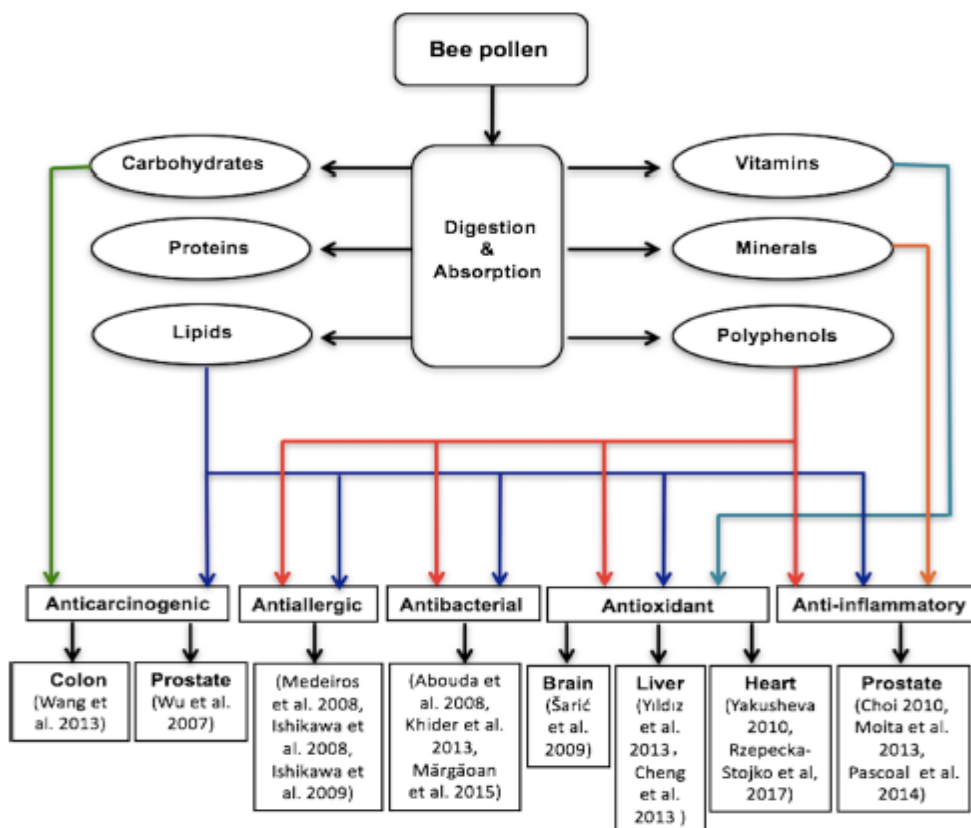 Bee pollen
Carbohydrates
Vitamins
Digestion
&
Absorption
Proteins
Minerals
Lipids
Polyphenols
Anticarcinogenic
Antiallergic
Antibacterial
Antioxidant
Anti-inflammatory
Colon
(Wang et
al. 2013)
Prostate
(Wu et al.
2007)
(Medeiros et
al. 2008,
Ishikawa et
al. 2008,
Ishikawa et
al. 2009)
(Abouda et
al. 2008,
Khider et al.
2013,
Mărgăoan et
al. 2015)
Brain
(Šarić et
al. 2009)
Liver
(Yıldız et
al. 2013,
Cheng et
al. 2013 )
Heart
(Yakusheva
2010,
Rzepecka-
Stojko et al,
2017)
Prostate
(Choi 2010,
Moita et al.
2013,
Pascoal et al.
2014)